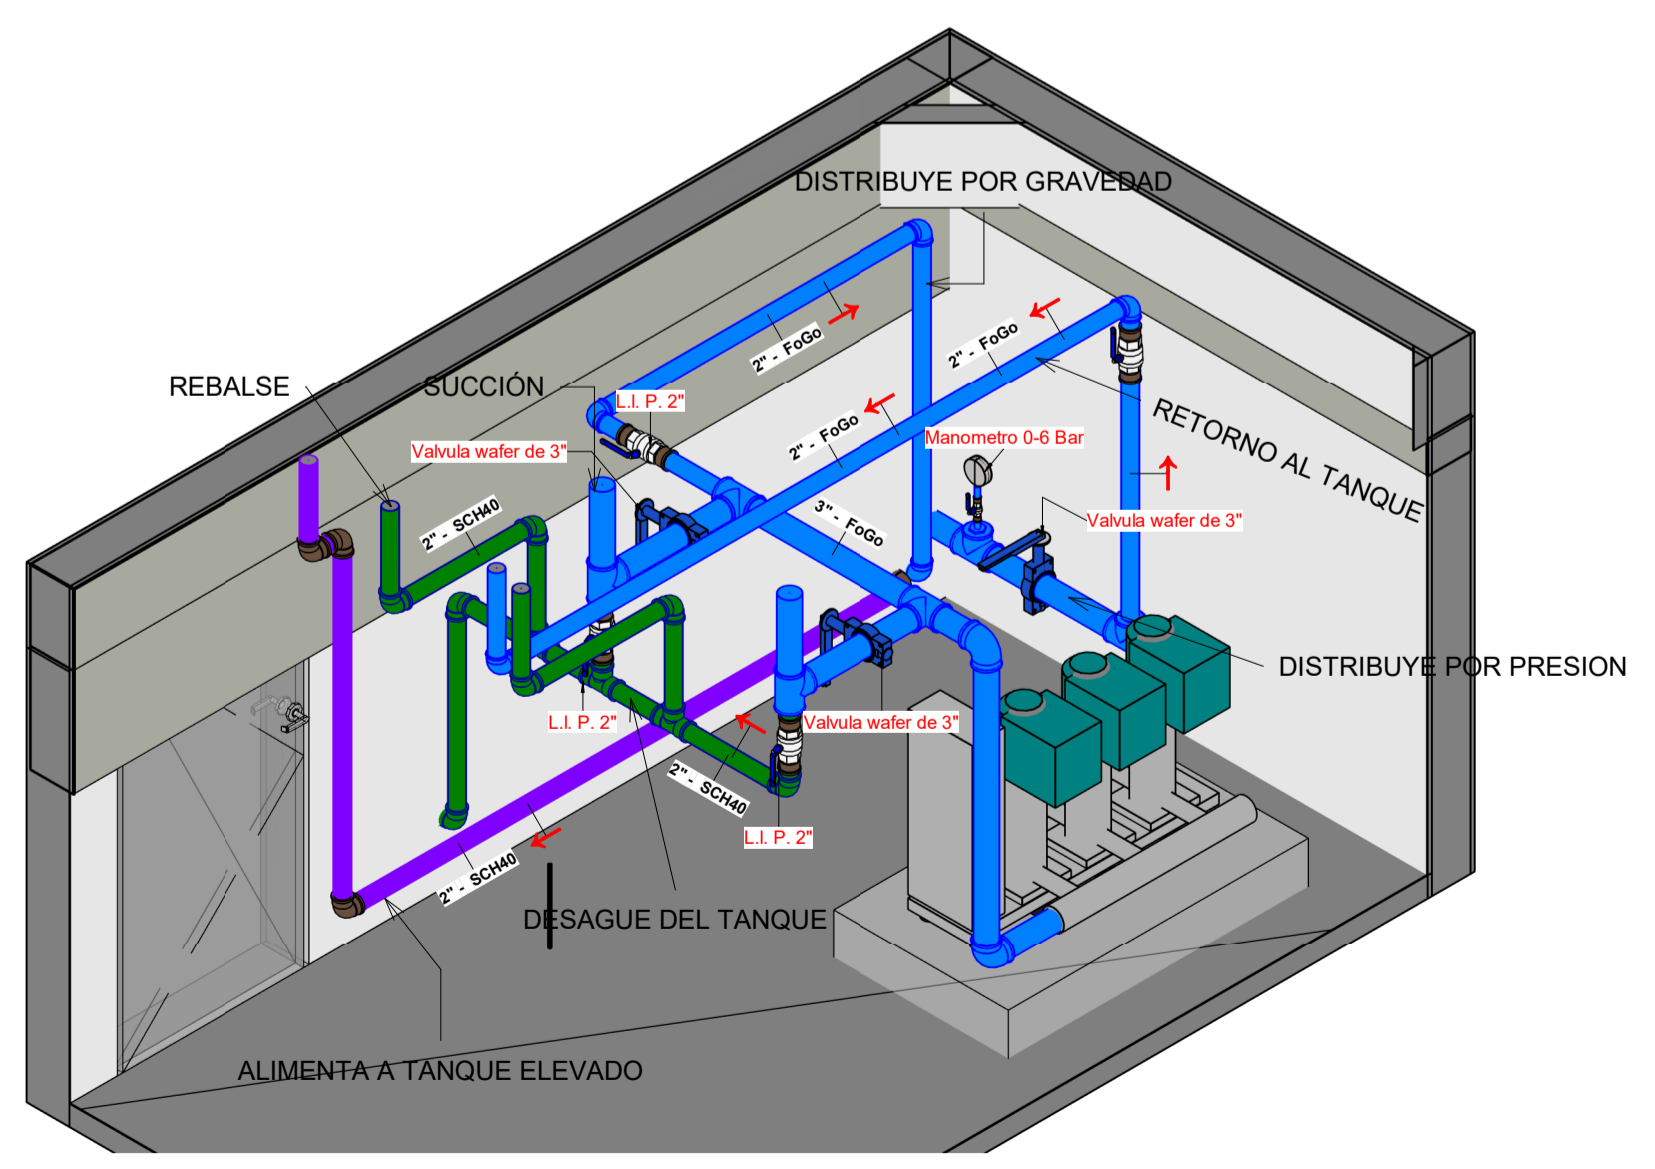 DISTRIBUYE POR GRAVEDAD
2" - FoGo
2" - FoGo
REBALSE
SUCCIÓN
L.I. P. 2"
RETORNO AL TANQUE
2" - FoGo
Manometro 0-6 Bar
Valvula wafer de 3"
2" - SCH40
3" - FoGo
Valvula wafer de 3"
DISTRIBUYE POR PRESION
L.I. P. 2"
Valvula wafer de 3"
2" - SCH40
L.I. P. 2"
2" - SCH40
DESAGUE DEL TANQUE
ALIMENTA A TANQUE ELEVADO